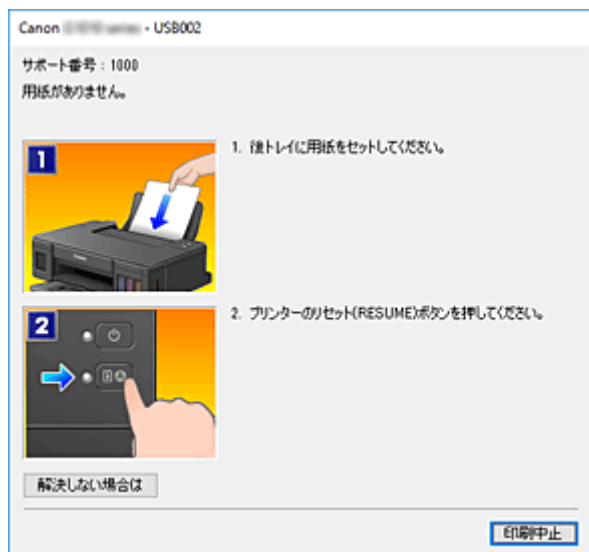 Canon series - USB002
サポート番号 : 1000
用紙がありません。
1
1. 後トレイに用紙をセットしてください。
2
2. プリンターのリセット(RESUME)ボタンを押してください。
解決しない場合は
印刷中止